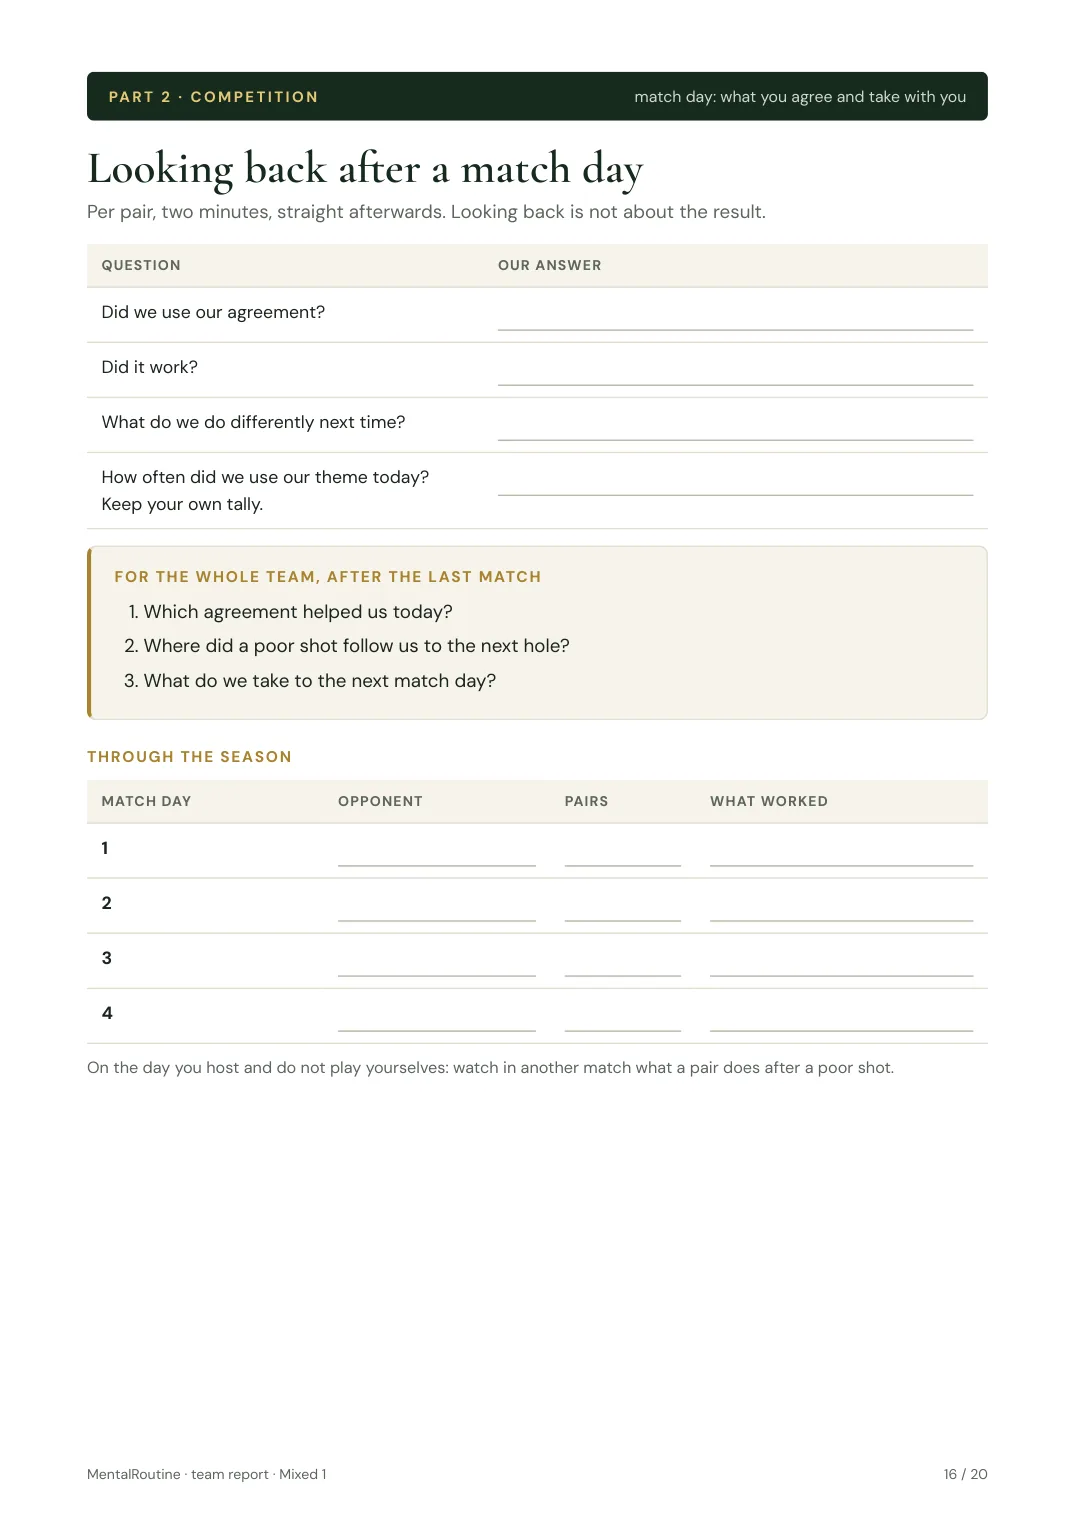 PART 2 · COMPETITION
match day: what you agree and take with you
Looking back after a match day
Per pair, two minutes, straight afterwards. Looking back is not about the result.
QUESTION OUR ANSWER
Did we use our agreement?
Did it work?
What do we do differently next time?
How often did we use our theme today?
Keep your own tally.
FOR THE WHOLE TEAM, AFTER THE LAST MATCH
1. Which agreement helped us today?
2. Where did a poor shot follow us to the next hole?
3. What do we take to the next match day?
THROUGH THE SEASON
MATCH DAY OPPONENT PAIRS WHAT WORKED
1
2
3
4
On the day you host and do not play yourselves: watch in another match what a pair does after a poor shot.
MentalRoutine · team report · Mixed 1
16 / 20